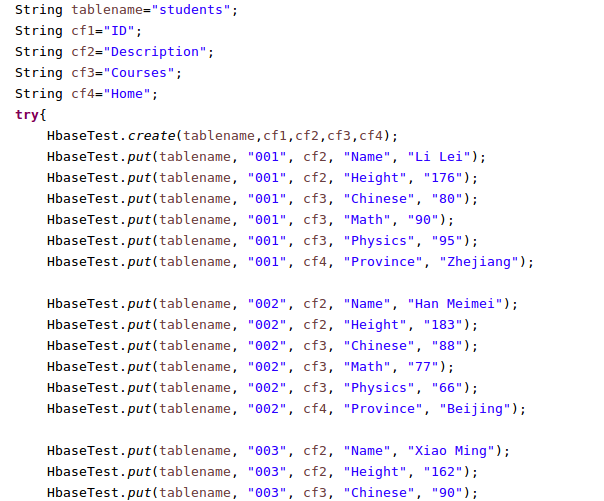 String tablename="students";
String cf1="ID";
String cf2="Description";
String cf3="Courses";
String cf4="Home";
try{
    HbaseTest.create(tablename,cf1,cf2,cf3,cf4);
    HbaseTest.put(tablename, "001", cf2, "Name", "Li Lei");
    HbaseTest.put(tablename, "001", cf2, "Height", "176");
    HbaseTest.put(tablename, "001", cf3, "Chinese", "80");
    HbaseTest.put(tablename, "001", cf3, "Math", "90");
    HbaseTest.put(tablename, "001", cf3, "Physics", "95");
    HbaseTest.put(tablename, "001", cf4, "Province", "Zhejiang");

    HbaseTest.put(tablename, "002", cf2, "Name", "Han Meimei");
    HbaseTest.put(tablename, "002", cf2, "Height", "183");
    HbaseTest.put(tablename, "002", cf3, "Chinese", "88");
    HbaseTest.put(tablename, "002", cf3, "Math", "77");
    HbaseTest.put(tablename, "002", cf3, "Physics", "66");
    HbaseTest.put(tablename, "002", cf4, "Province", "Beijing");

    HbaseTest.put(tablename, "003", cf2, "Name", "Xiao Ming");
    HbaseTest.put(tablename, "003", cf2, "Height", "162");
    HbaseTest.put(tablename, "003", cf3, "Chinese", "90");